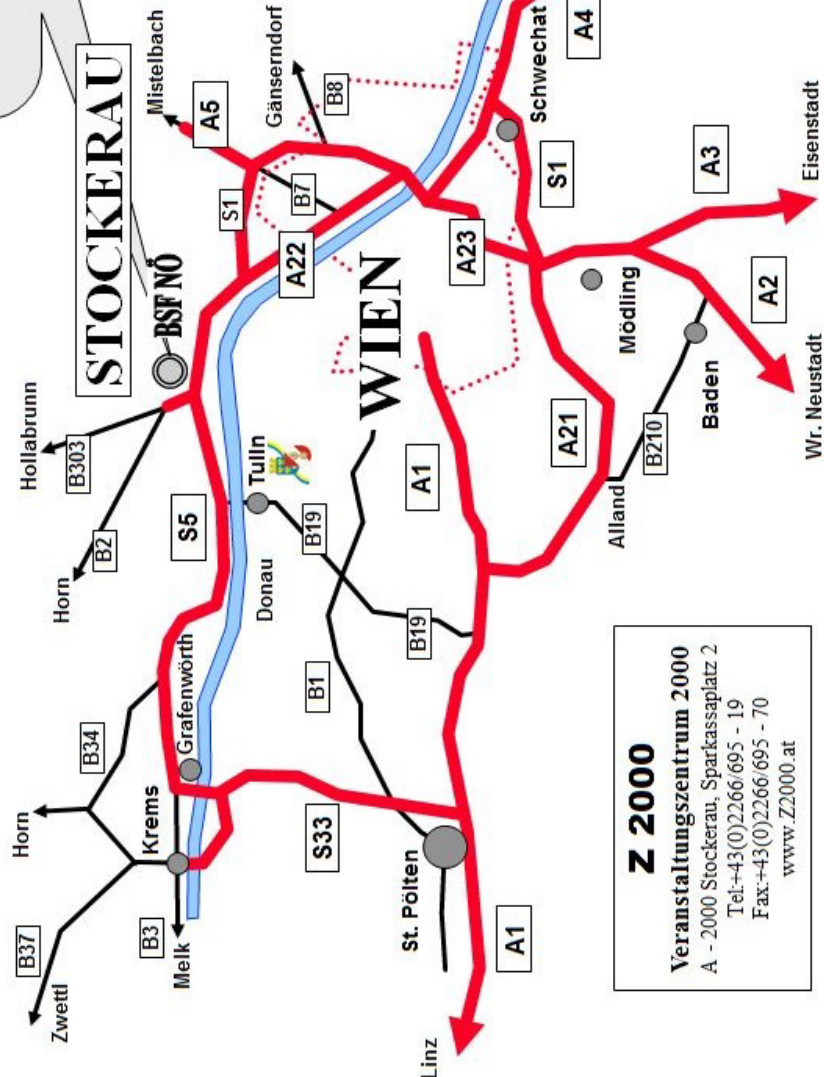 STOCKERAU
BSF NÖ
Mistelbach
Gänserndorf
A5
B8
S1
B7
A22
A4
Schwechat
S1
A23
A3
Eisenstadt
Mödling
A2
Wr. Neustadt
Baden
B210
A21
Alland
WIEN
A1
Hollabrunn
B303
B2
Horn
S5
Tulln
B19
Donau
B19
B1
Grafenwörth
B34
Horn
Krems
B37
Zwettl
B3
Melk
S33
St. Pölten
A1
Linz
Z 2000
Veranstaltungszentrum 2000
A - 2000 Stockerau, Sparkassaplatz 2
Tel:+43(0)2266/695 - 19
Fax:+43(0)2266/695 - 70
www.Z2000.at